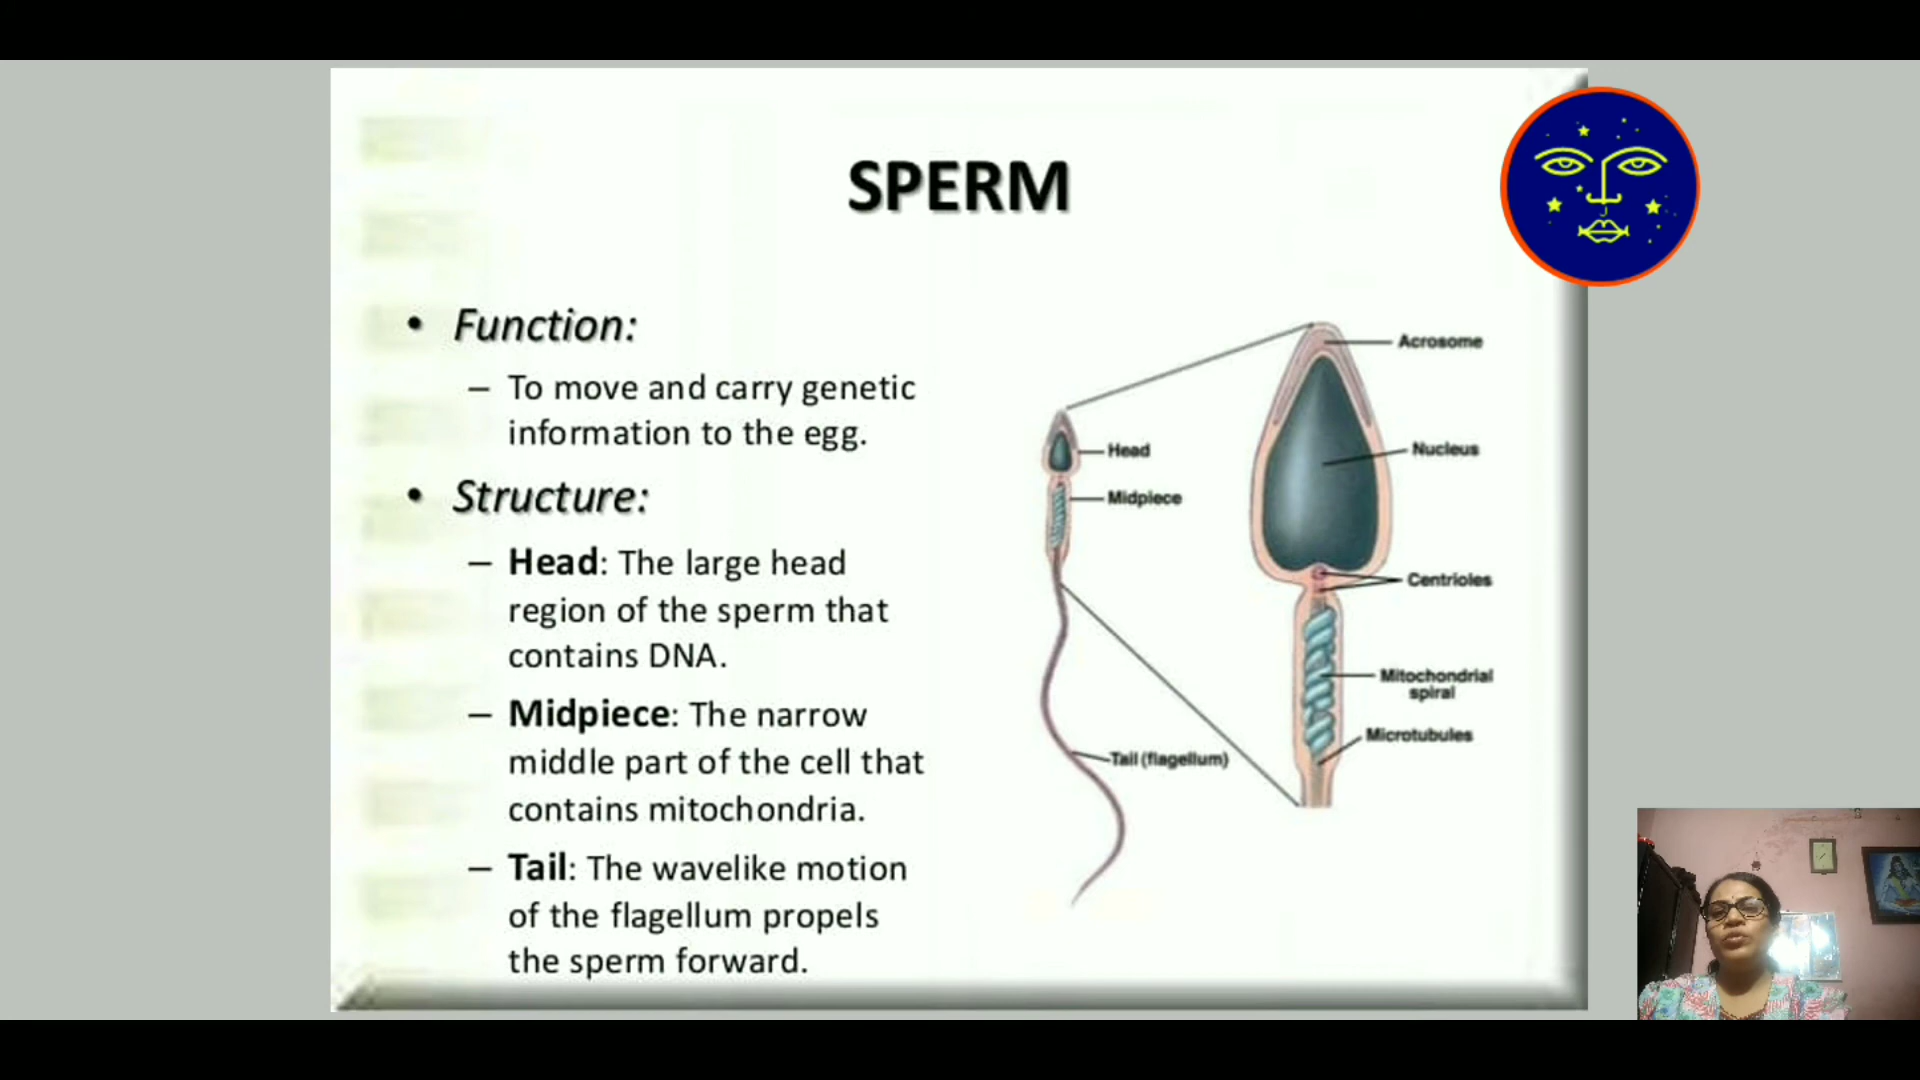 SPERM
• Function:
– To move and carry genetic
information to the egg.
• Structure:
– Head: The large head
region of the sperm that
contains DNA.
– Midpiece: The narrow
middle part of the cell that
contains mitochondria.
– Tail: The wavelike motion
of the flagellum propels
the sperm forward.
Head
Midpiece
Tail (flagellum)
Acrosome
Nucleus
Centrioles
Mitochondrial
spiral
Microtubules